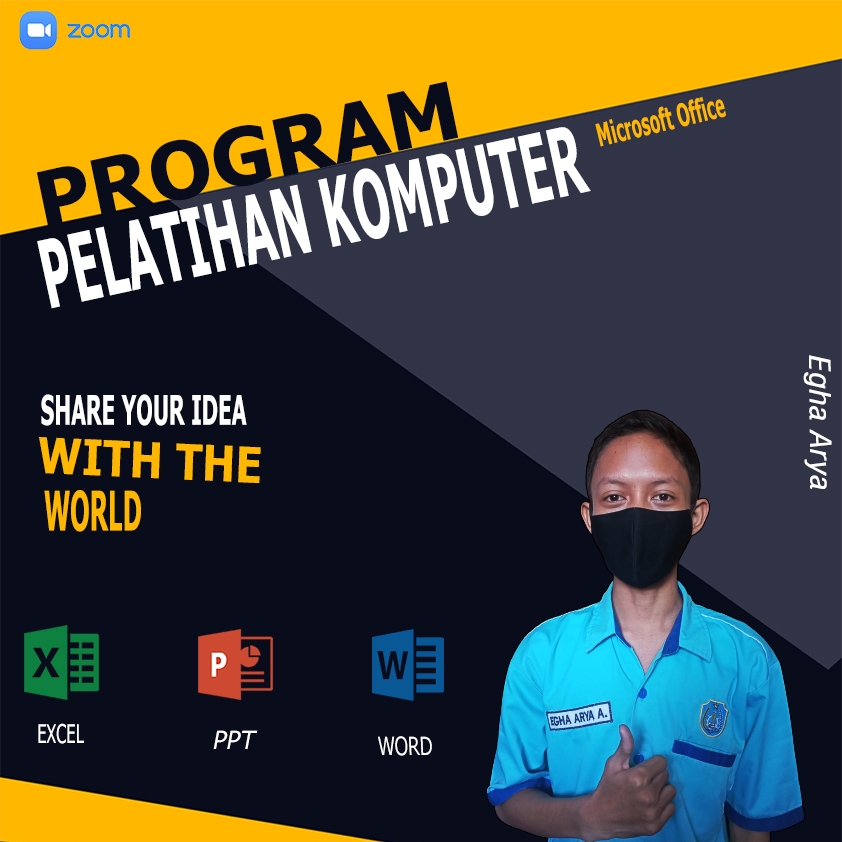 zoom
PROGRAM
PELATIHAN KOMPUTER
Microsoft Office
Egha Arya
SHARE YOUR IDEA
WITH THE
WORLD
X
P
W
EXCEL
PPT
WORD
EGHA ARYA A.